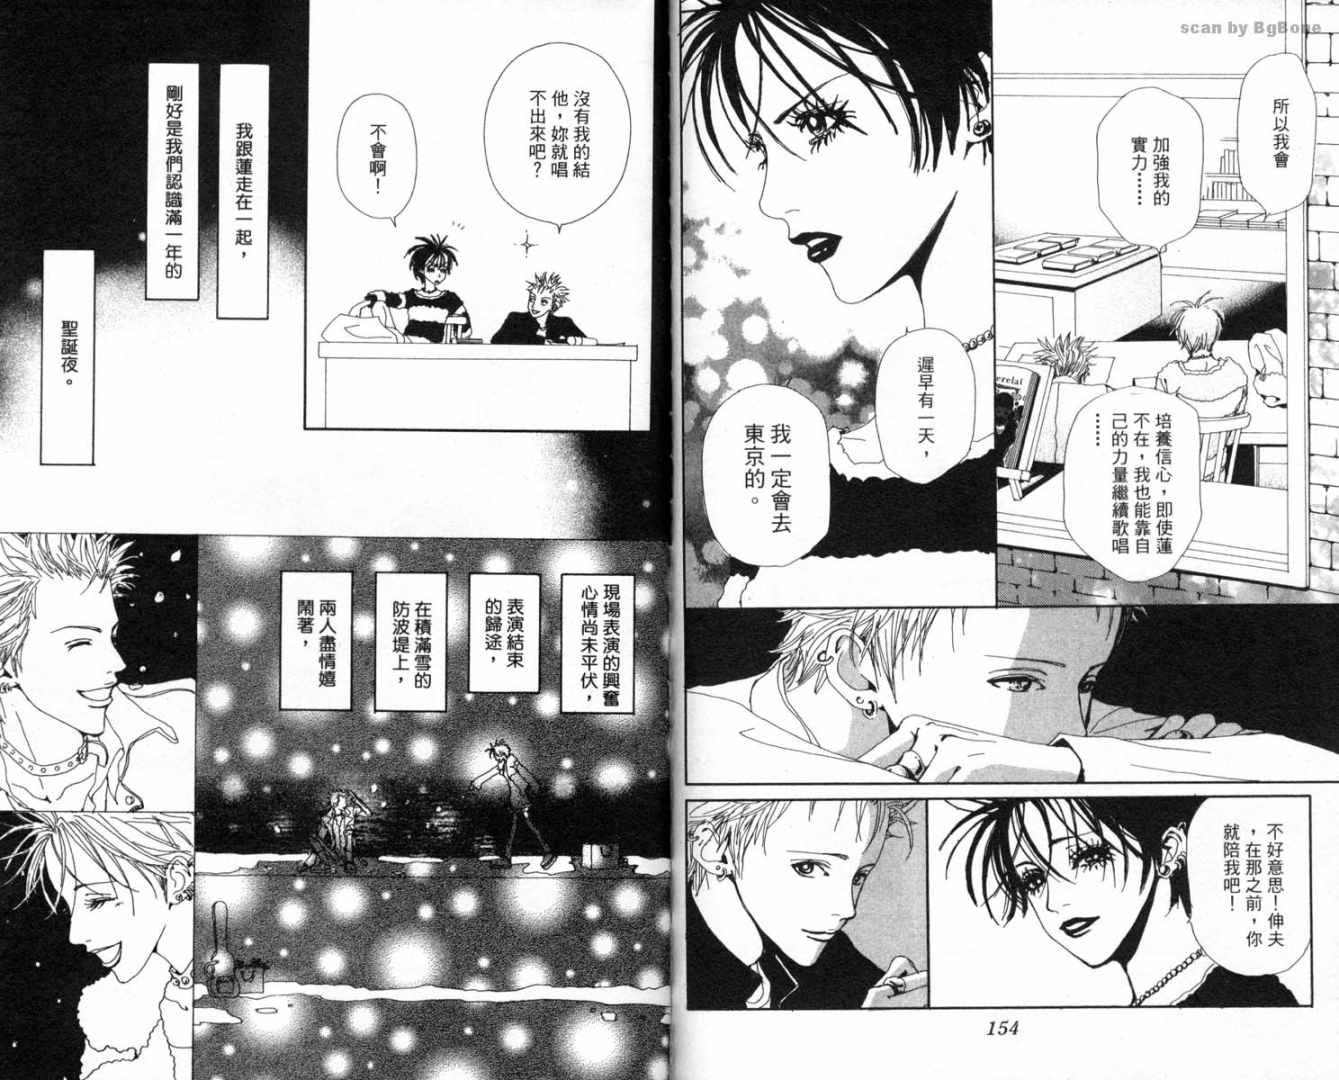 scan by BgBone
所以我會
加強我的
實力……
培養信心，即使蓮
不在，我也能靠自
己的力量繼續歌唱
……
遲早有一天，
我一定會去
東京的。
不好意思！伸夫
，在那之前，你
就陪我吧！
154
沒有我的結
他，妳就唱
不出來吧？
不會啊！
我跟蓮走在一起，
剛好是我們認識滿一年的
聖誕夜。
現場表演的興奮
心情尚未平伏，
表演結束
的歸途，
在積滿雪的
防波堤上，
兩人盡情嬉
鬧著，